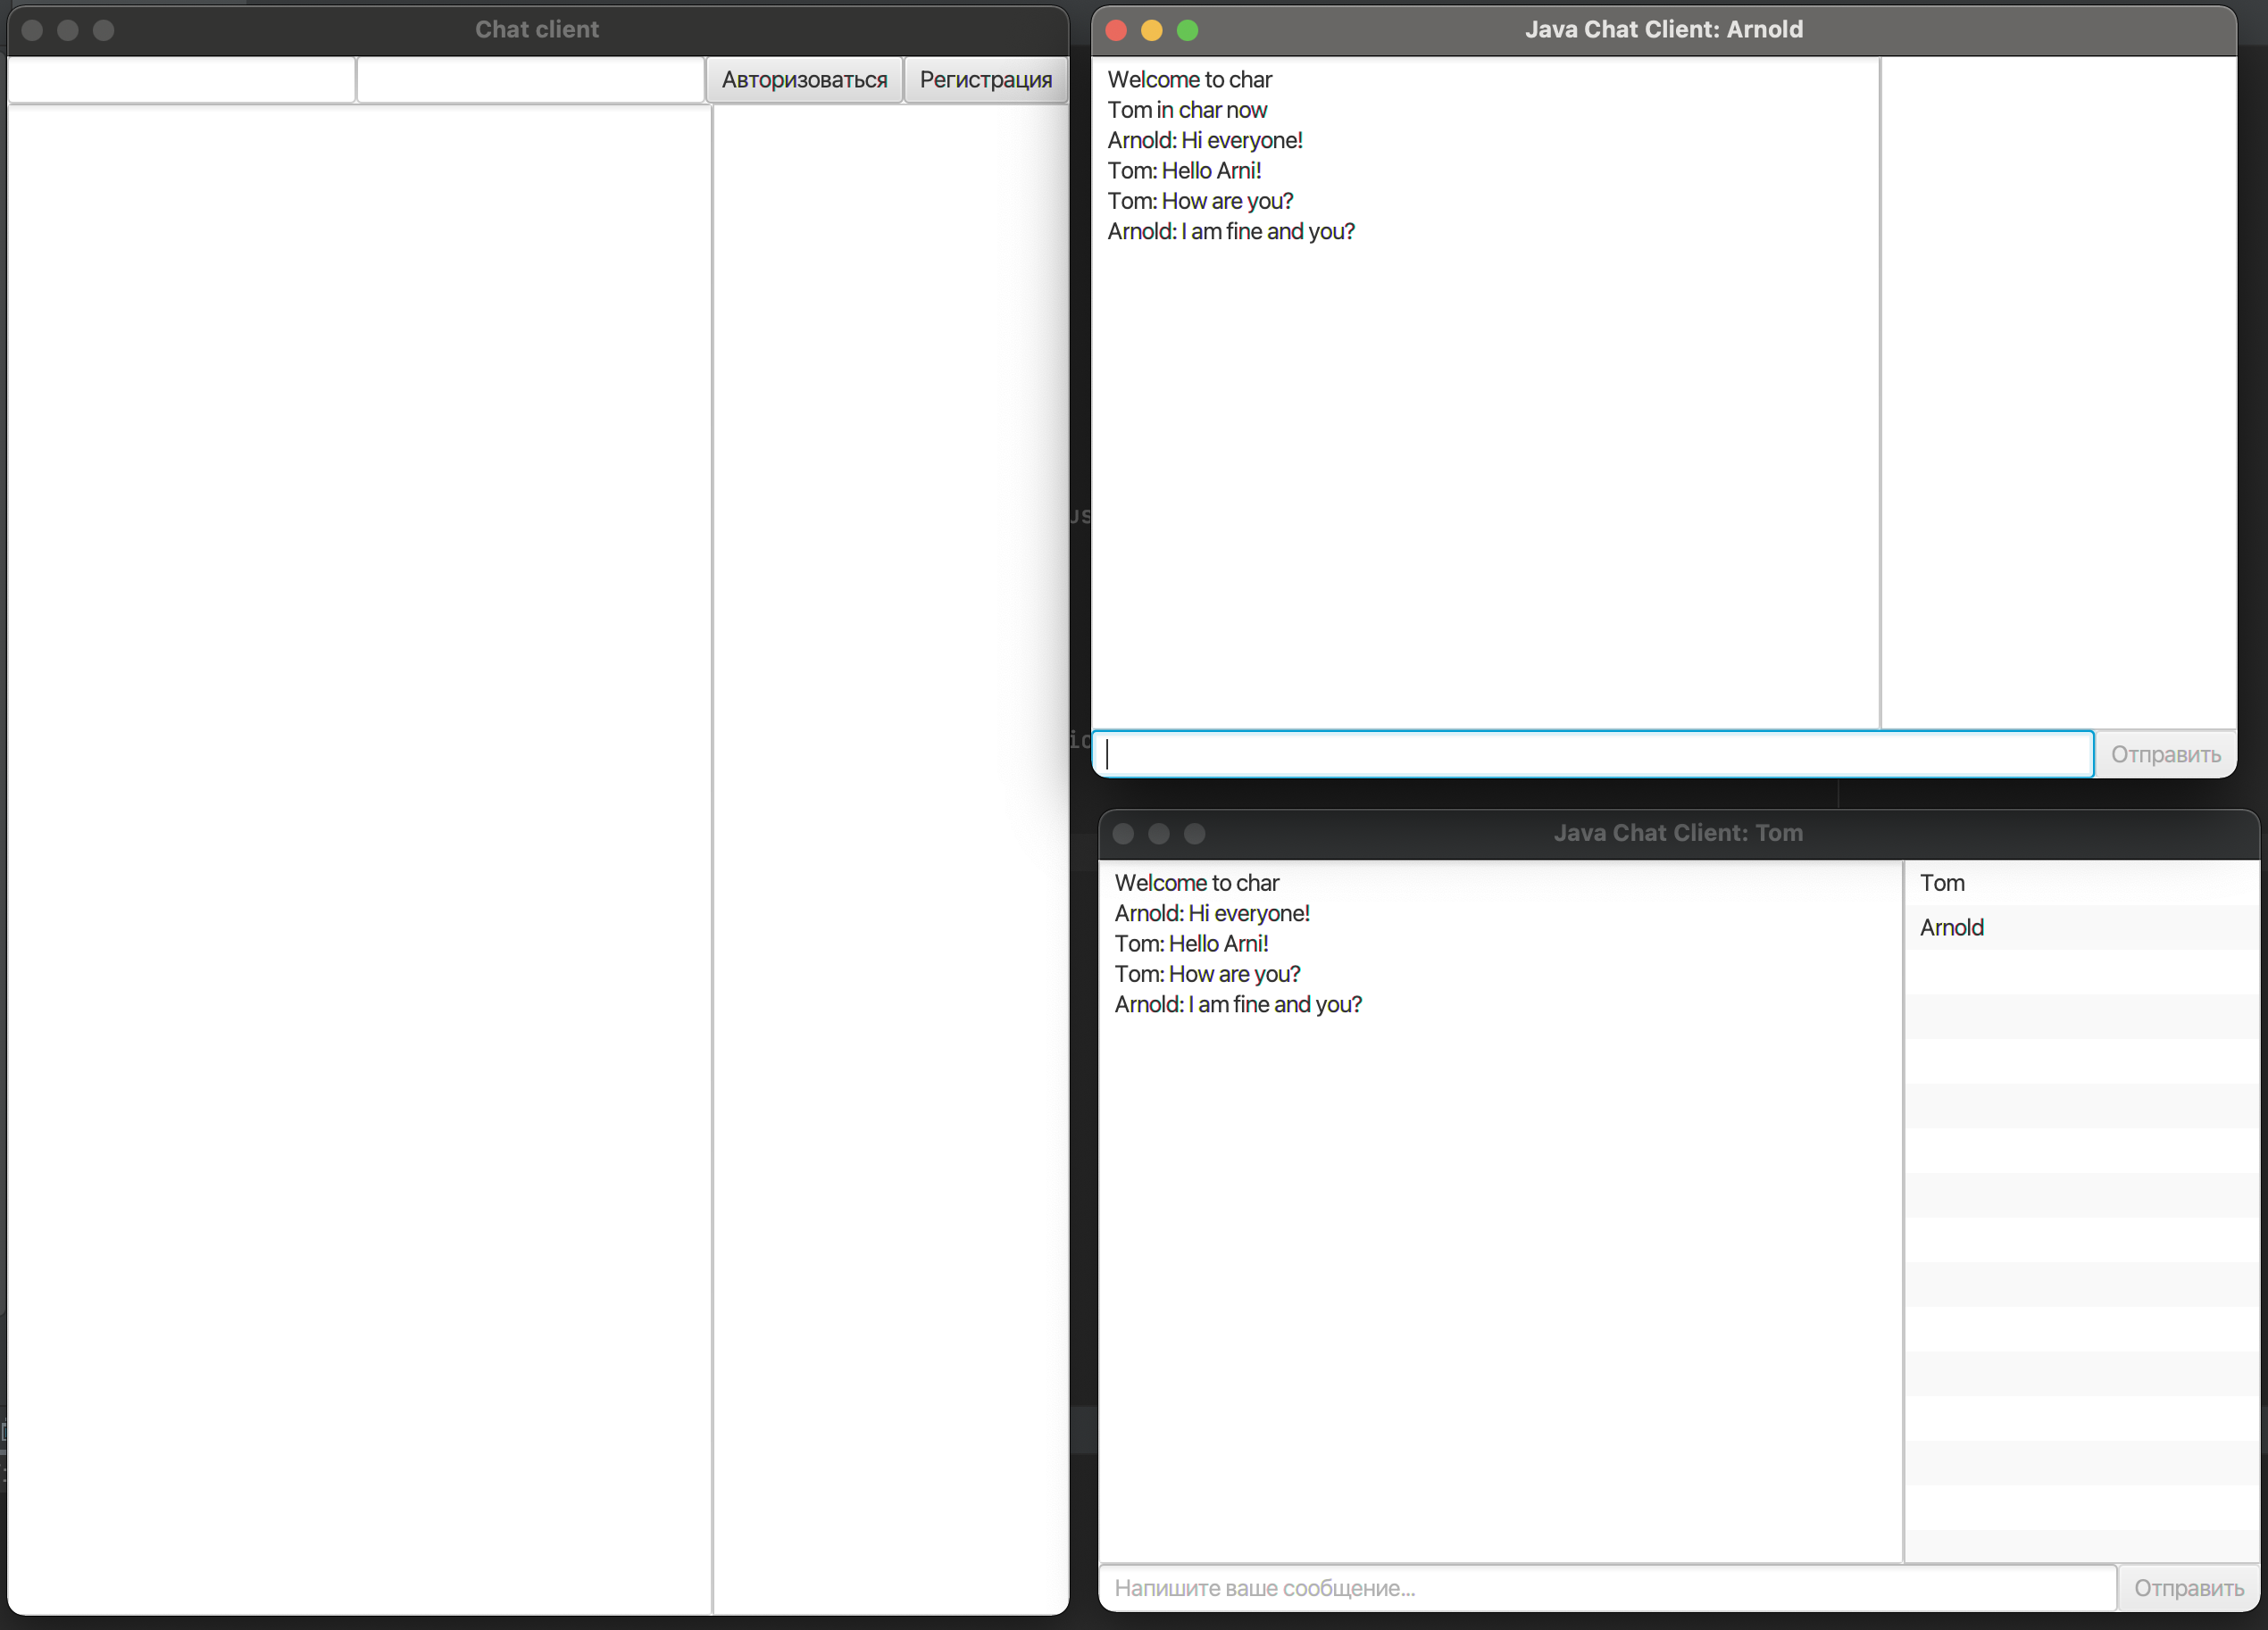 Chat client
Авторизоваться Регистрация
Java Chat Client: Arnold
Welcome to char
Tom in char now
Arnold: Hi everyone!
Tom: Hello Arni!
Tom: How are you?
Arnold: I am fine and you?
Отправить
Java Chat Client: Tom
Welcome to char
Arnold: Hi everyone!
Tom: Hello Arni!
Tom: How are you?
Arnold: I am fine and you?
Tom
Arnold
Напишите ваше сообщение...
Отправить